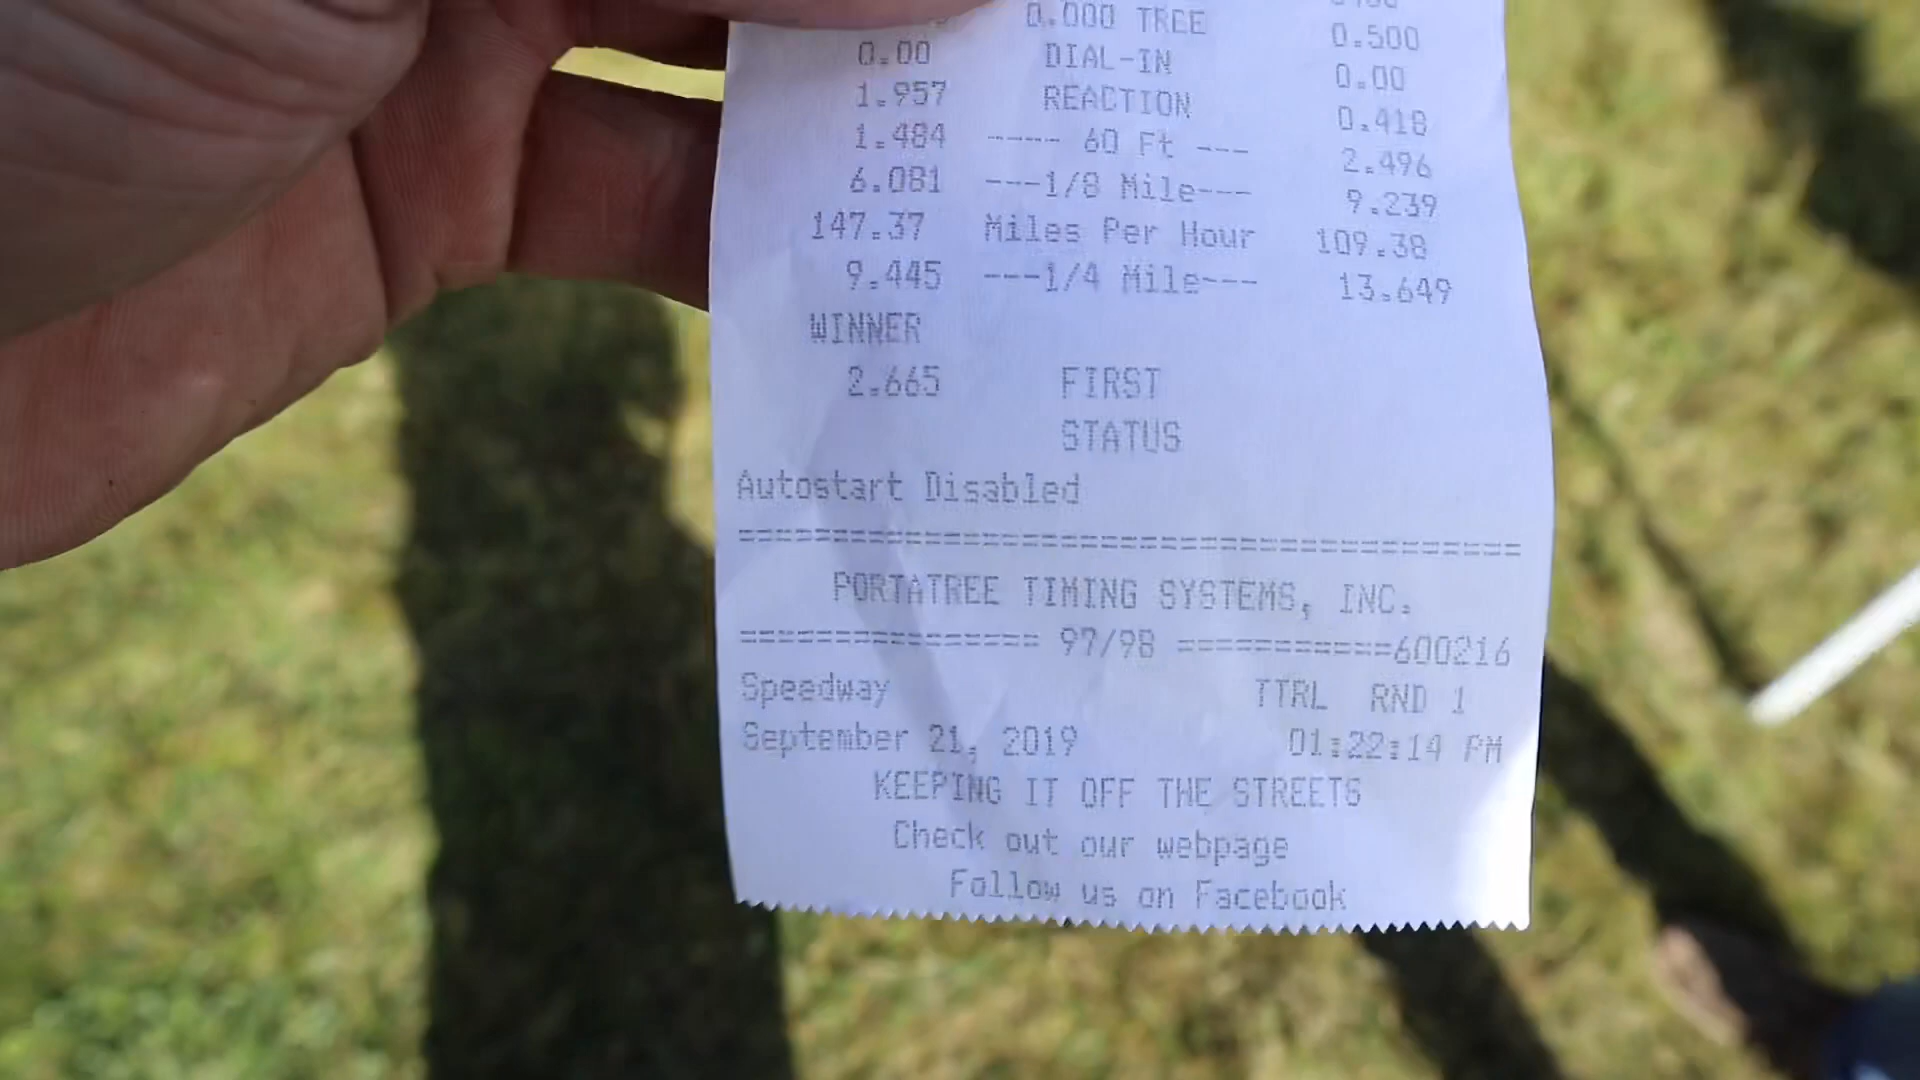 0.000 TREE 0.500
0.00 DIAL-IN 0.00
1.957 REACTION 0.418
1.484 ---- 60 Ft --- 2.496
6.081 ---1/8 Mile--- 9.239
147.37 Miles Per Hour 109.38
9.445 ---1/4 Mile--- 13.649
WINNER
2.665 FIRST
STATUS
Autostart Disabled
=========================================
PORTATREE TIMING SYSTEMS, INC.
================ 97/98 ===========600216
Speedway TTRL RND 1
September 21, 2019 01:22:14 PM
KEEPING IT OFF THE STREETS
Check out our webpage
Follow us on Facebook